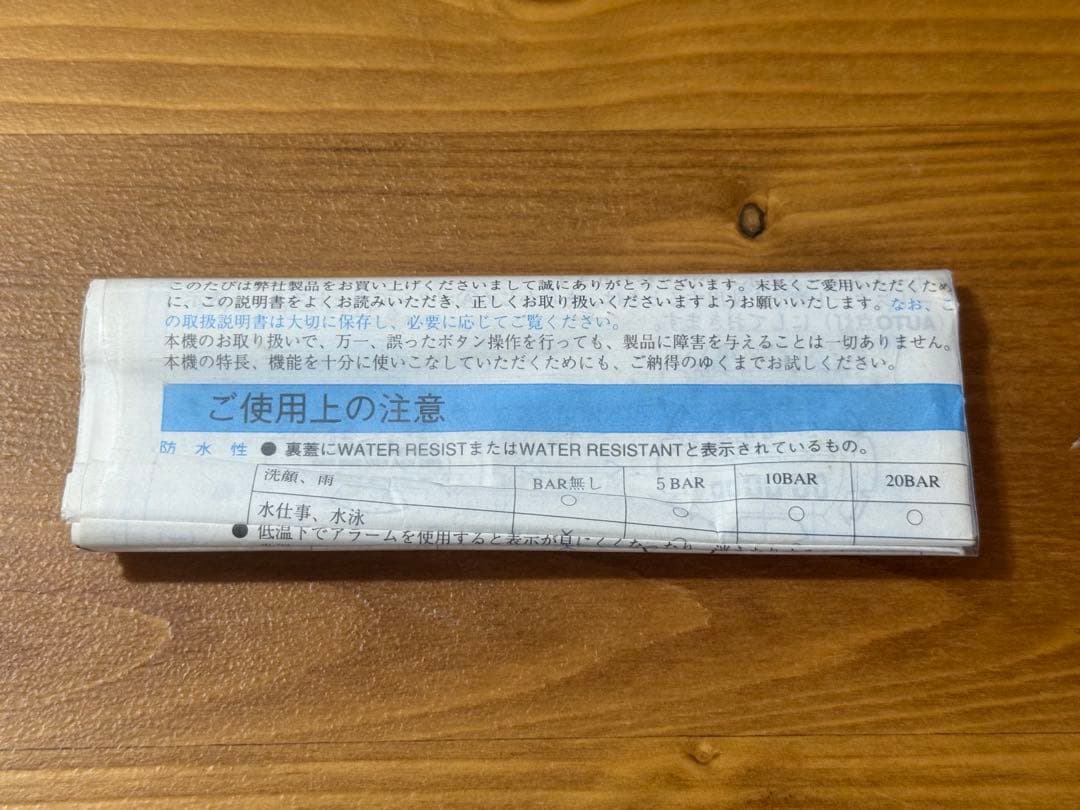 このたびは弊社製品をお買い上げくださいまして誠にありがとうございます。末長くご愛用いただくため
に、この説明書をよくお読みいただき、正しくお取り扱いくださいますようお願いいたします。なお、こ
の取扱説明書は大切に保存し、必要に応じてご覧ください。
本機のお取り扱いで、万一、誤ったボタン操作を行っても、製品に障害を与えることは一切ありません。
本機の特長、機能を十分に使いこなしていただくためにも、ご納得のゆくまでお試しください。
ご使用上の注意
防水性 ● 裏蓋にWATER RESISTまたはWATER RESISTANTと表示されているもの。
BAR無し 5BAR 10BAR 20BAR
洗顔、雨 ○ ○ ○ ○
水仕事、水泳
● 低温下でアラームを使用すると表示が見にくくなったり、